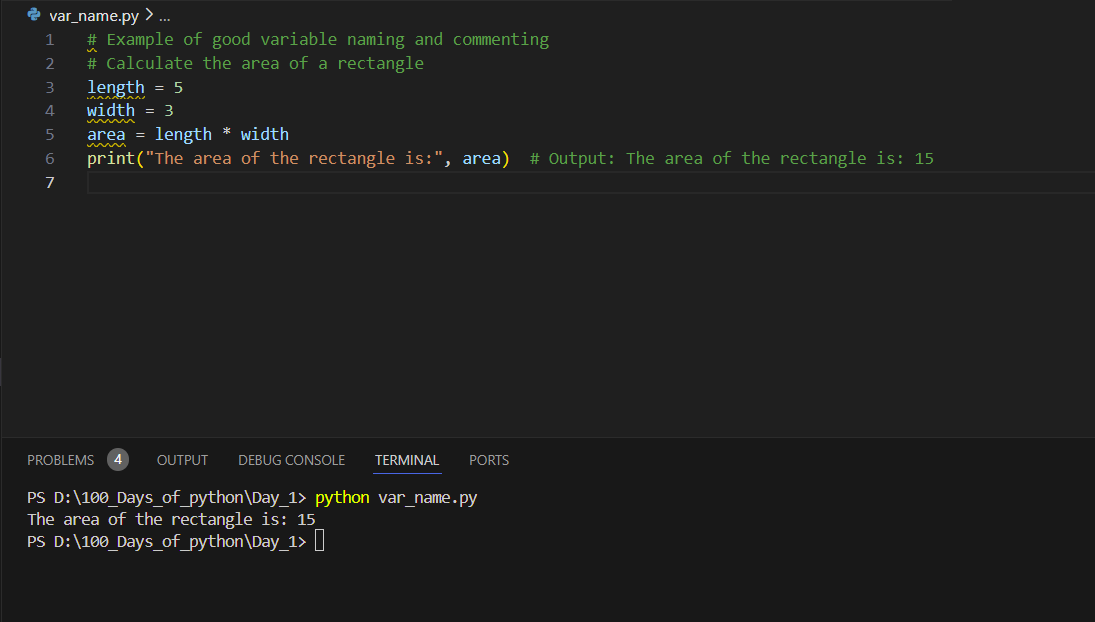 var_name.py > ...
1 # Example of good variable naming and commenting
2 # Calculate the area of a rectangle
3 length = 5
4 width = 3
5 area = length * width
6 print("The area of the rectangle is:", area)  # Output: The area of the rectangle is: 15
7
PROBLEMS 4 OUTPUT DEBUG CONSOLE TERMINAL PORTS
PS D:\100_Days_of_python\Day_1> python var_name.py
The area of the rectangle is: 15
PS D:\100_Days_of_python\Day_1>